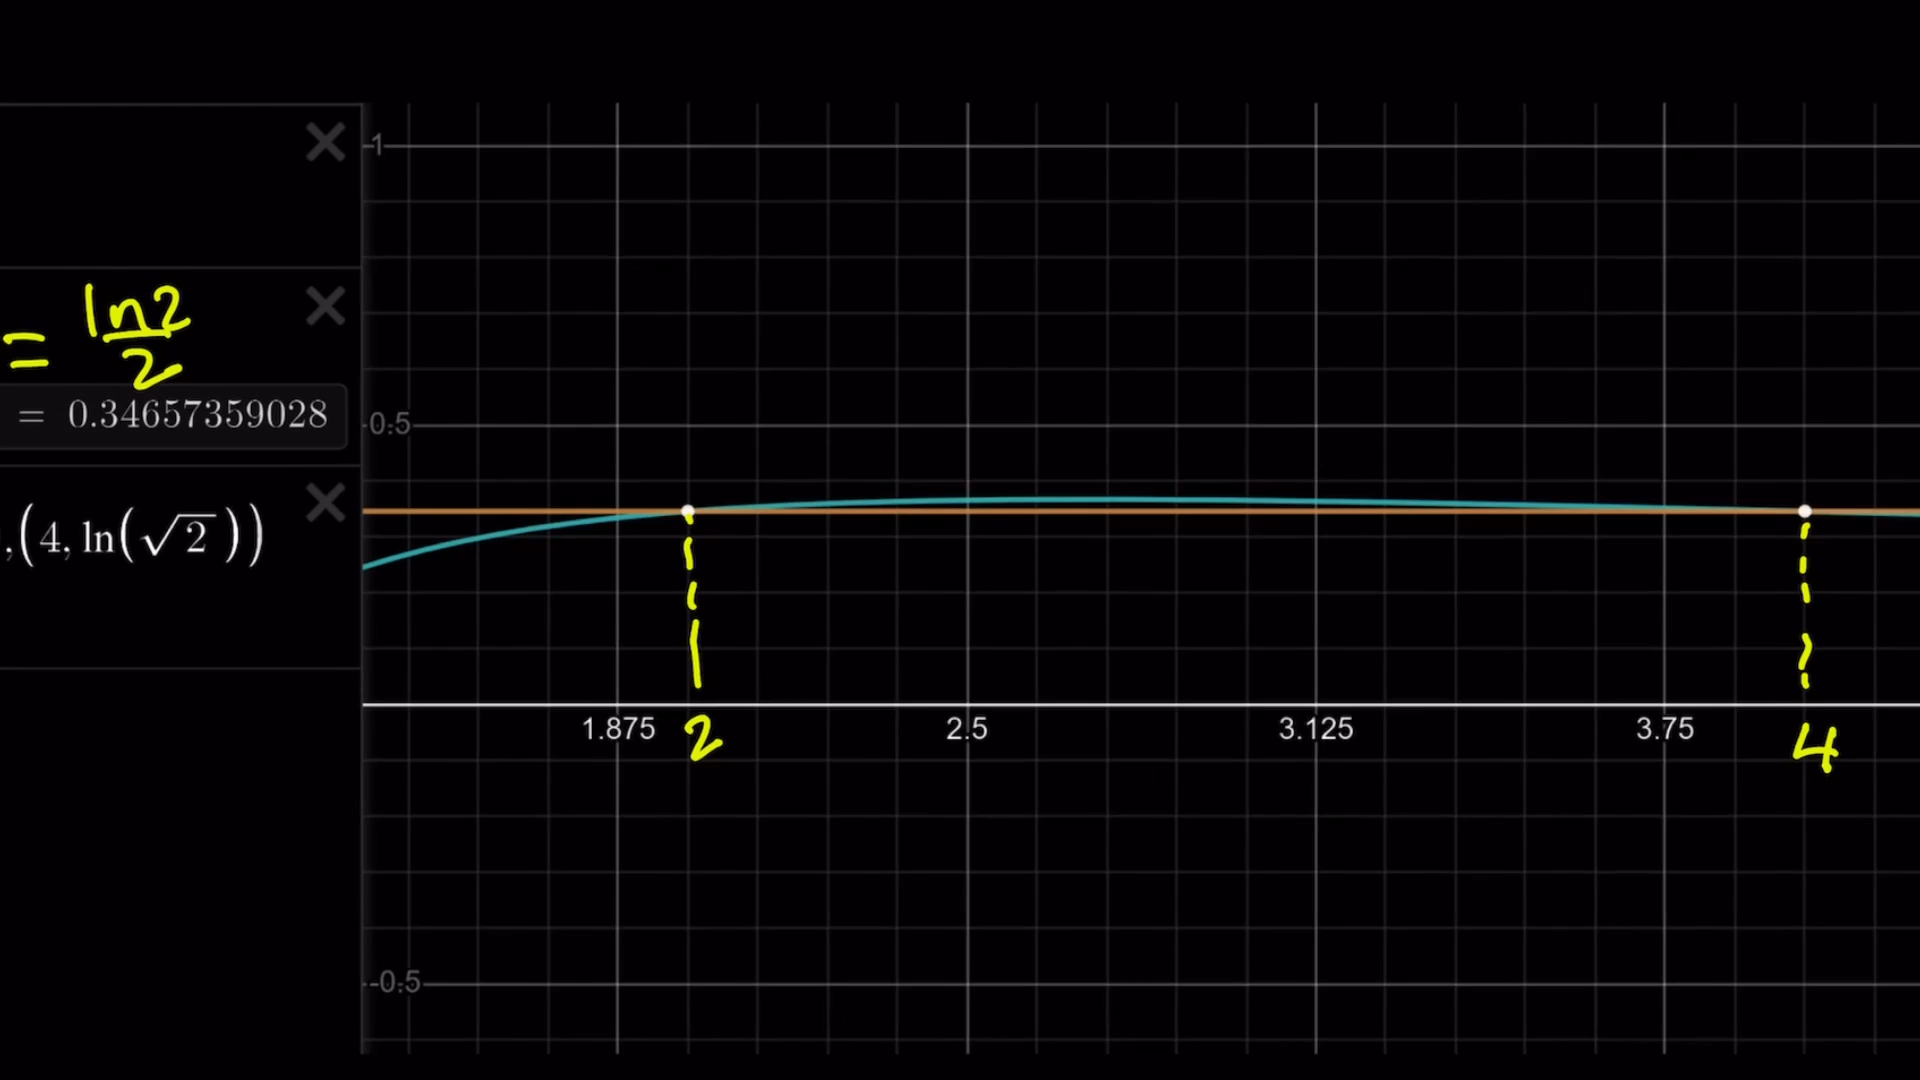 = ln2/2
= 0.34657359028
,(4, ln(√2))
1
0.5
1.875 2.5 3.125 3.75
2 4
-0.5